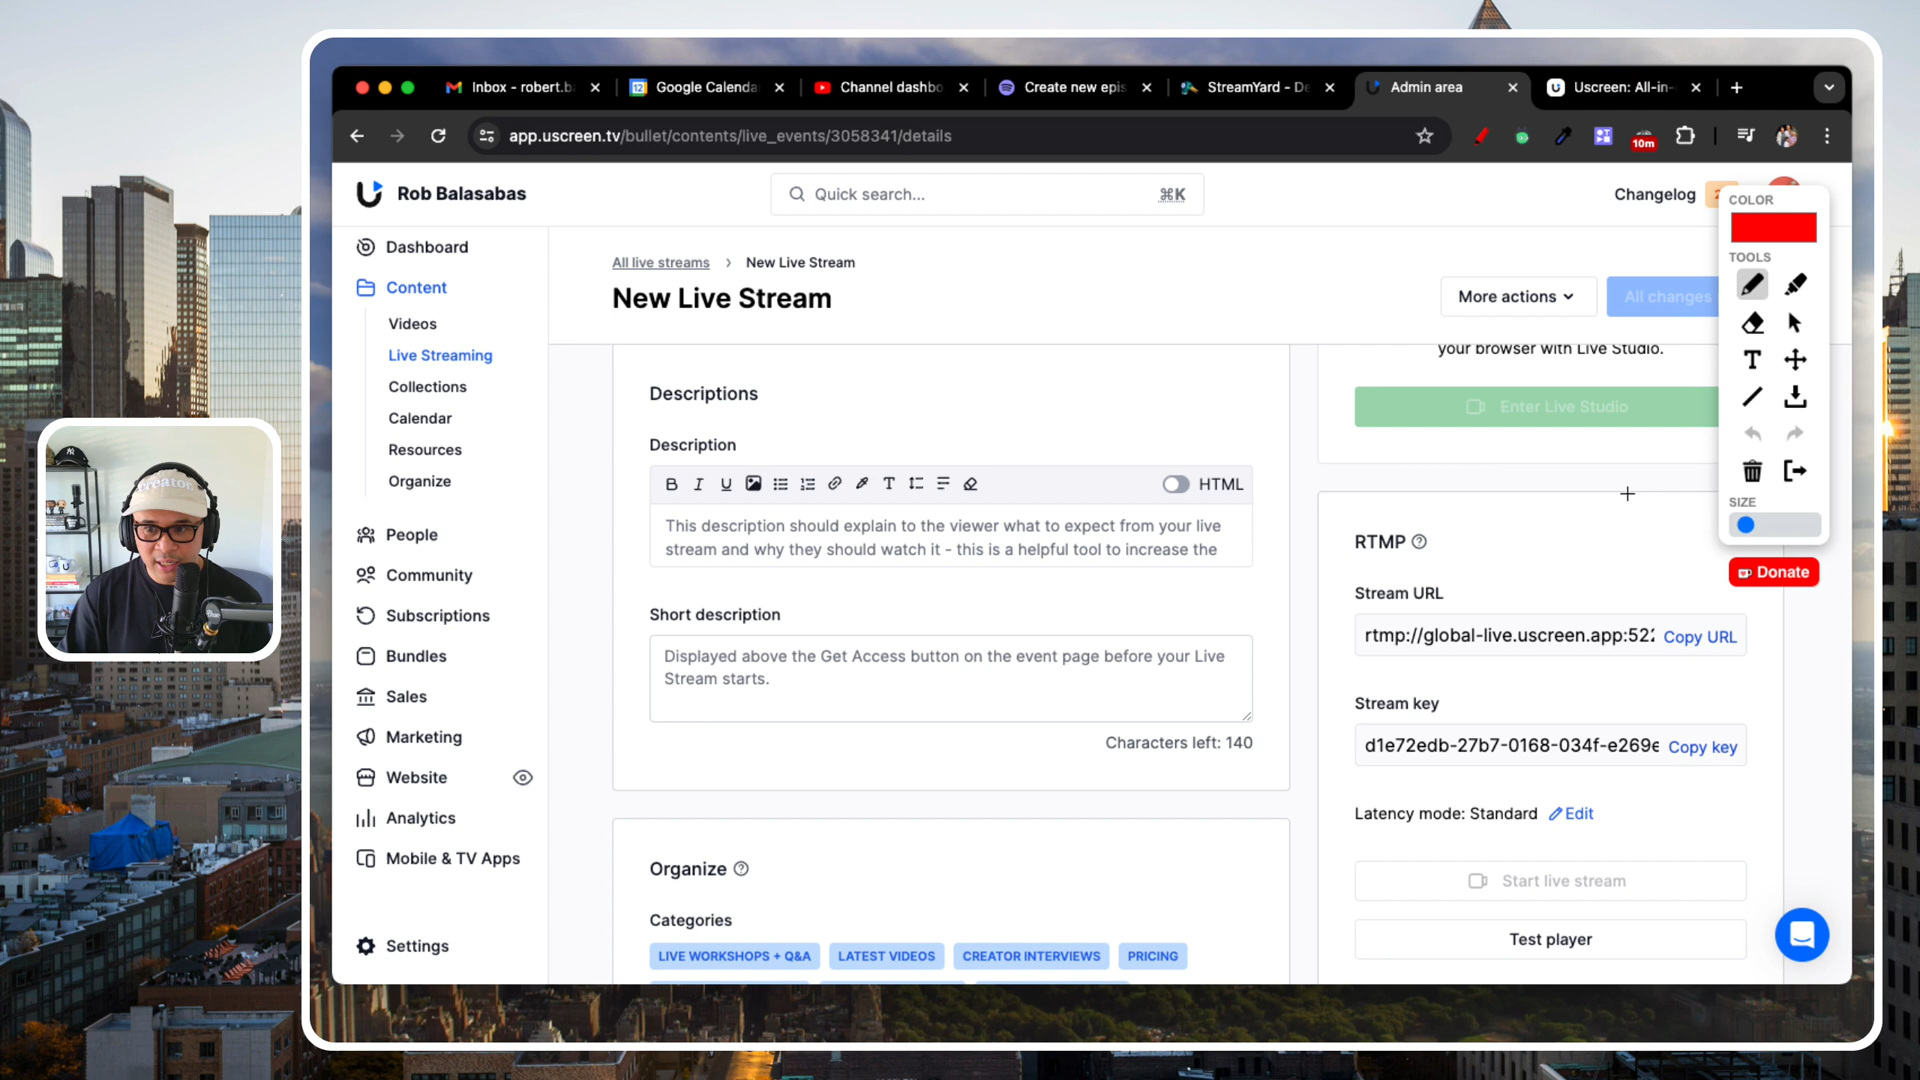 Inbox - robert.b
Google Calenda
Channel dashbo
Create new epis
StreamYard - De
Admin area
Uscreen: All-in-
app.uscreen.tv/bullet/contents/live_events/3058341/details
10m
Rob Balasabas
Quick search...
⌘K
Changelog
2
Dashboard
Content
Videos
Live Streaming
Collections
Calendar
Resources
Organize
People
Community
Subscriptions
Bundles
Sales
Marketing
Website
Analytics
Mobile & TV Apps
Settings
All live streams > New Live Stream
New Live Stream
More actions
All changes
Descriptions
Description
HTML
This description should explain to the viewer what to expect from your live
stream and why they should watch it - this is a helpful tool to increase the
Short description
Displayed above the Get Access button on the event page before your Live
Stream starts.
Characters left: 140
Organize
Categories
LIVE WORKSHOPS + Q&A
LATEST VIDEOS
CREATOR INTERVIEWS
PRICING
your browser with Live Studio.
Enter Live Studio
RTMP
Stream URL
rtmp://global-live.uscreen.app:522
Copy URL
Stream key
d1e72edb-27b7-0168-034f-e269e
Copy key
Latency mode: Standard
Edit
Start live stream
Test player
COLOR
TOOLS
SIZE
Donate
creator